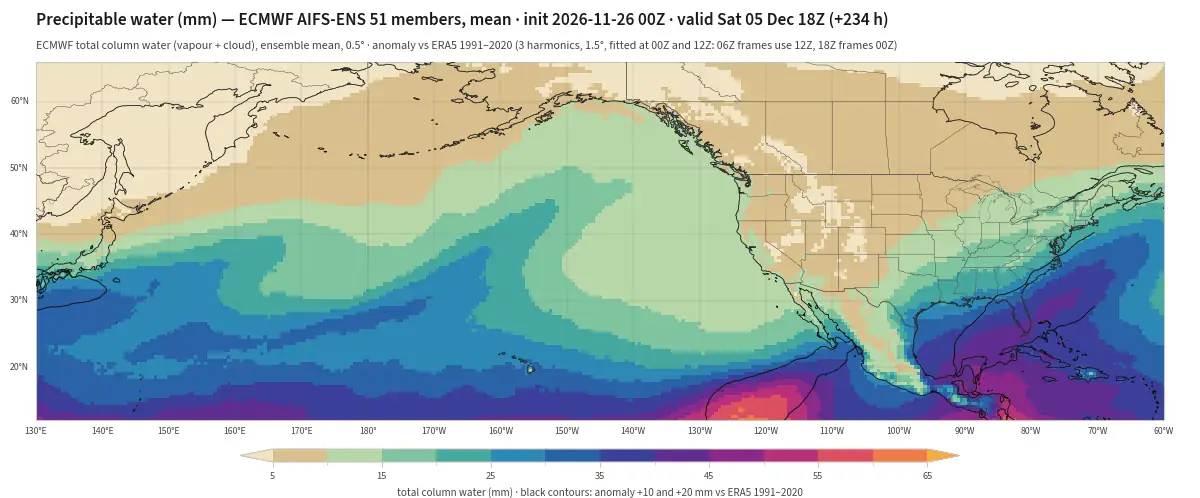 Precipitable water (mm) — ECMWF AIFS-ENS 51 members, mean · init 2026-11-26 00Z · valid Sat 05 Dec 18Z (+234 h)
ECMWF total column water (vapour + cloud), ensemble mean, 0.5° · anomaly vs ERA5 1991–2020 (3 harmonics, 1.5°, fitted at 00Z and 12Z: 06Z frames use 12Z, 18Z frames 00Z)
60°N
50°N
40°N
30°N
20°N
130°E 140°E 150°E 160°E 170°E 180° 170°W 160°W 150°W 140°W 130°W 120°W 110°W 100°W 90°W 80°W 70°W 60°W
5 15 25 35 45 55 65
total column water (mm) · black contours: anomaly +10 and +20 mm vs ERA5 1991–2020